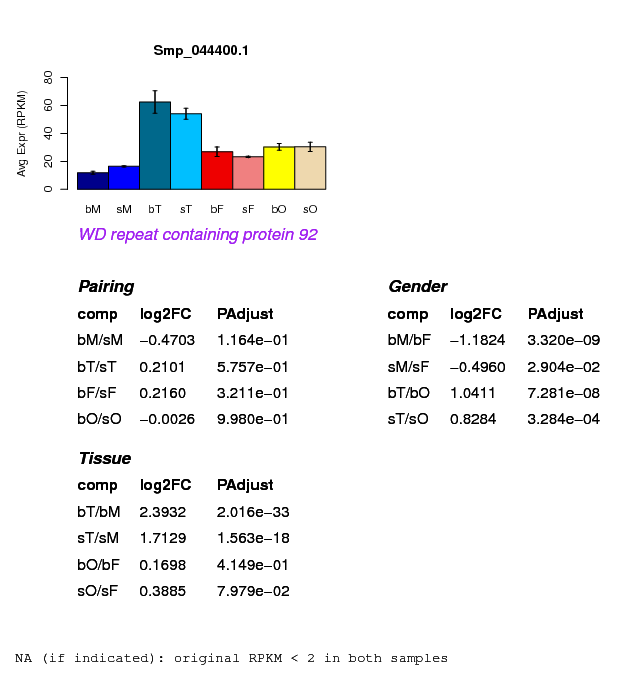 Smp_044400.1
Avg Expr (RPKM)
80
60
40
20
0
bM sM bT sT bF sF bO sO
WD repeat containing protein 92
Pairing
comp log2FC PAdjust
bM/sM −0.4703 1.164e−01
bT/sT 0.2101 5.757e−01
bF/sF 0.2160 3.211e−01
bO/sO −0.0026 9.980e−01
Gender
comp log2FC PAdjust
bM/bF −1.1824 3.320e−09
sM/sF −0.4960 2.904e−02
bT/bO 1.0411 7.281e−08
sT/sO 0.8284 3.284e−04
Tissue
comp log2FC PAdjust
bT/bM 2.3932 2.016e−33
sT/sM 1.7129 1.563e−18
bO/bF 0.1698 4.149e−01
sO/sF 0.3885 7.979e−02
NA (if indicated): original RPKM < 2 in both samples